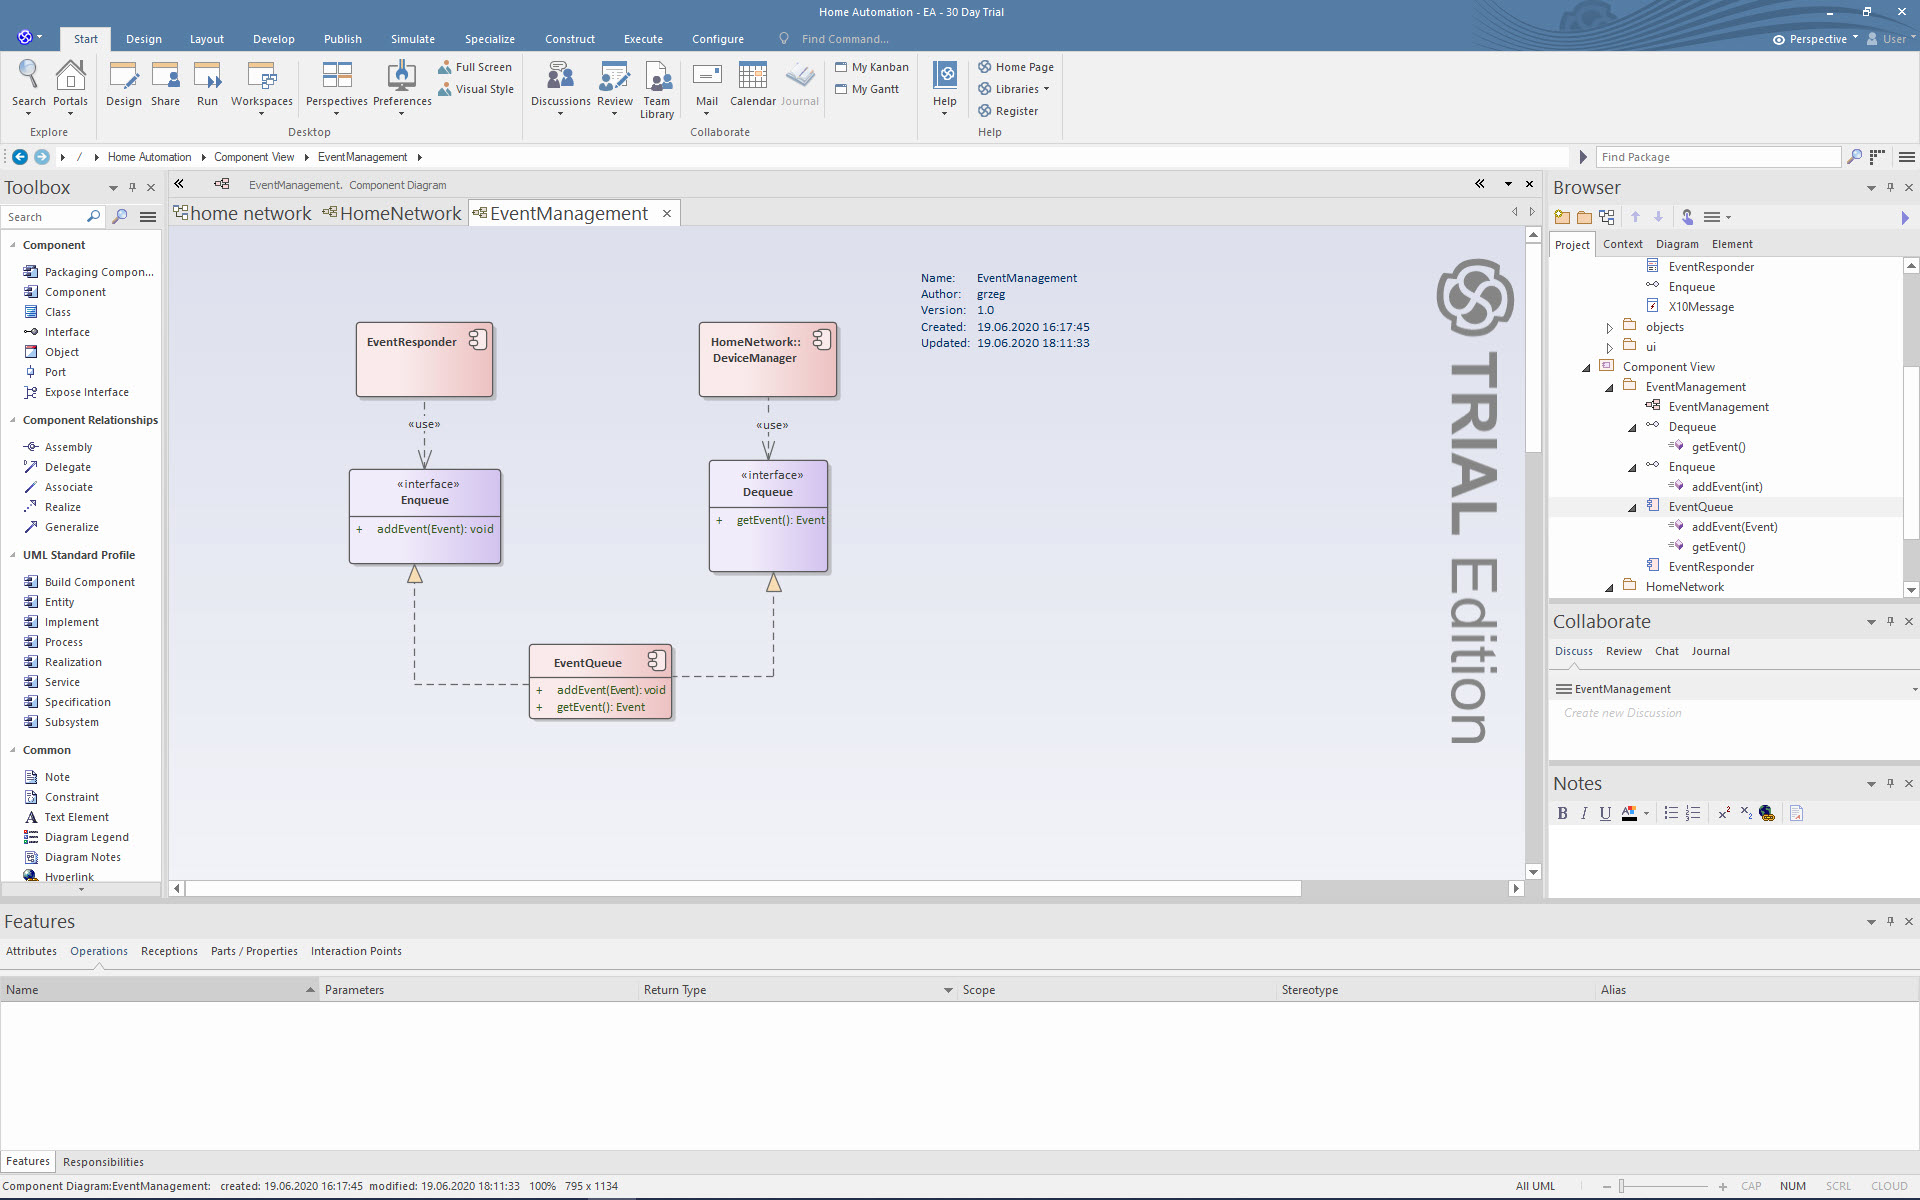 Home Automation - EA - 30 Day Trial
Start Design Layout Develop Publish Simulate Specialize Construct Execute Configure Find Command... Perspective User
Search Portals Design Share Run Workspaces Perspectives Preferences Full Screen Visual Style Discussions Review Team Library Mail Calendar Journal My Kanban My Gantt Help Home Page Libraries Register
Explore Desktop Collaborate Help
/ Home Automation Component View EventManagement Find Package
Toolbox
Search
Component
Packaging Compon...
Component
Class
Interface
Object
Port
Expose Interface
Component Relationships
Assembly
Delegate
Associate
Realize
Generalize
UML Standard Profile
Build Component
Entity
Implement
Process
Realization
Service
Specification
Subsystem
Common
Note
Constraint
Text Element
Diagram Legend
Diagram Notes
Hyperlink
EventManagement. Component Diagram
home network HomeNetwork EventManagement
Name: EventManagement
Author: grzeg
Version: 1.0
Created: 19.06.2020 16:17:45
Updated: 19.06.2020 18:11:33
EventResponder
HomeNetwork::
DeviceManager
«use»
«use»
«interface»
Enqueue
+ addEvent(Event): void
«interface»
Dequeue
+ getEvent(): Event
EventQueue
+ addEvent(Event): void
+ getEvent(): Event
TRIAL Edition
Browser
Project Context Diagram Element
EventResponder
Enqueue
X10Message
objects
ui
Component View
EventManagement
EventManagement
Dequeue
getEvent()
Enqueue
addEvent(int)
EventQueue
addEvent(Event)
getEvent()
EventResponder
HomeNetwork
Collaborate
Discuss Review Chat Journal
EventManagement
Create new Discussion
Notes
B I U A x² x₂
Features
Attributes Operations Receptions Parts / Properties Interaction Points
Name Parameters Return Type Scope Stereotype Alias
Features Responsibilities
Component Diagram:EventManagement: created: 19.06.2020 16:17:45 modified: 19.06.2020 18:11:33 100% 795 x 1134 All UML CAP NUM SCRL CLOUD